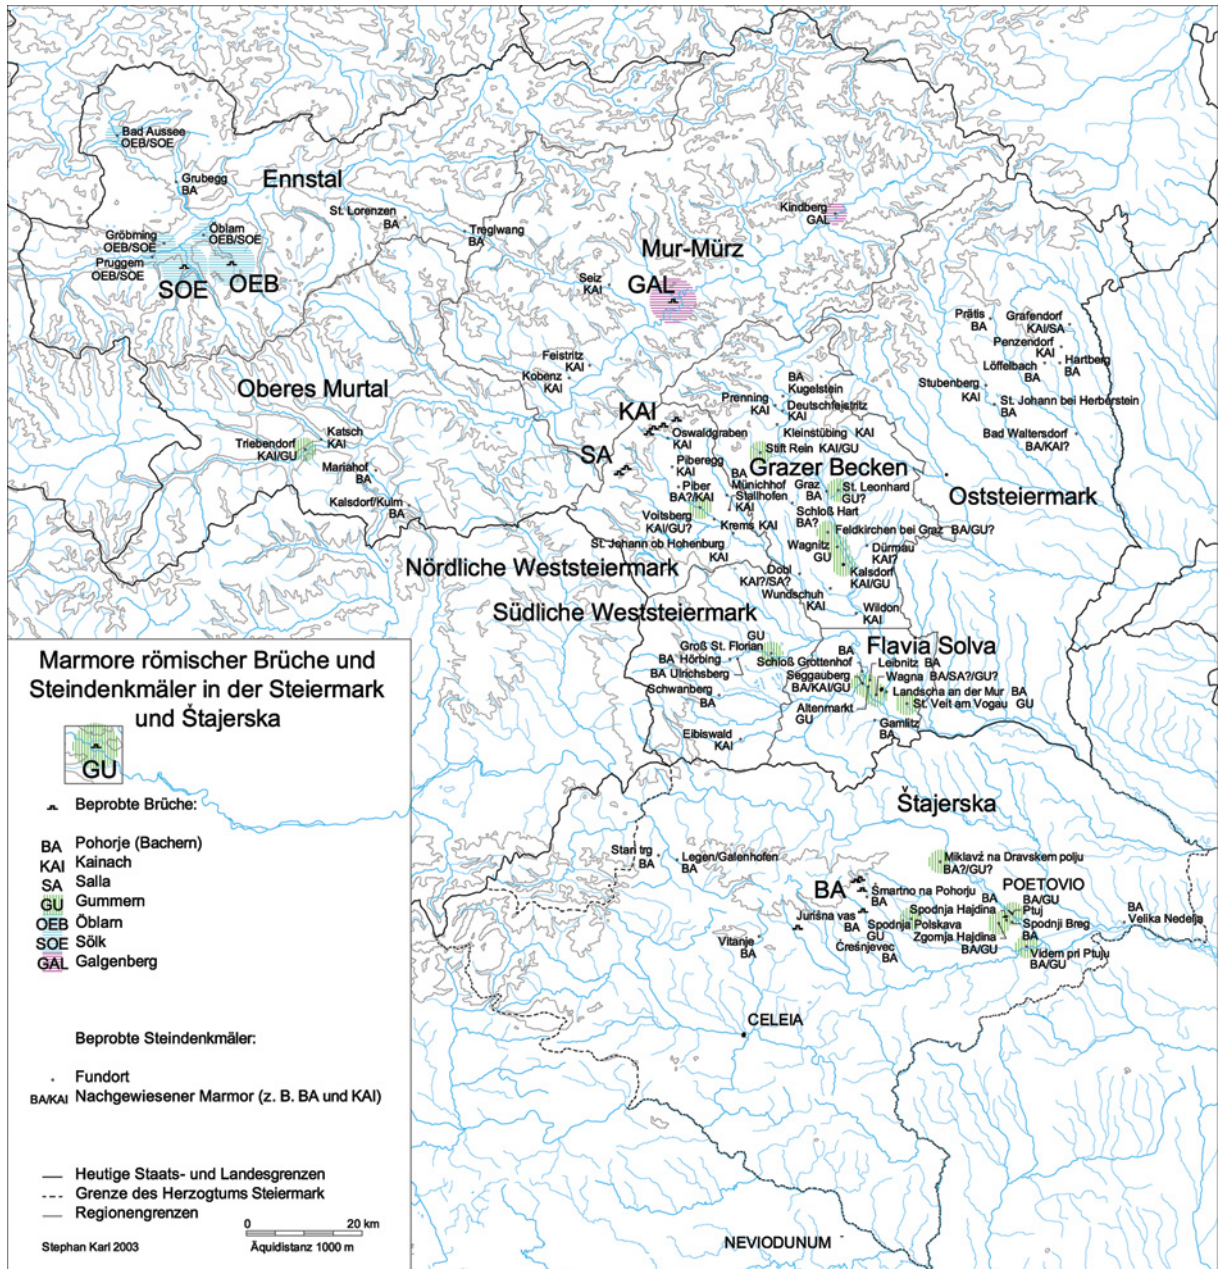 Bad Aussee
OEB/SOE
Grubegg
BA
Ennstal
St. Lorenzen
BA
Treglwang
BA
Gröbming
OEB/SOE
Öblarn
OEB/SOE
Pruggern
OEB/SOE
SOE
OEB
Kindberg
GAL
Mur-Mürz
GAL
Seiz
KAI
Feistritz
KAI
Kobenz
KAI
Oberes Murtal
Katsch
KAI
Triebendorf
KAI/GU
Mariahof
BA
Kalsdorf/Kulm
BA
KAI
SA
Oswaldgraben
KAI
Piberegg
KAI
Piber
BA?/KAI
Voitsberg
KAI/GU?
Krems KAI
St. Johann ob Hohenburg
KAI
BA
Kugelstein
Prenning
KAI
Deutschfeistritz
KAI
Kleinstübing KAI
Stift Rein KAI/GU
Grazer Becken
BA
Münichhof
Stallhofen
KAI
Graz
BA
St. Leonhard
GU?
Schloß Hart
BA?
Feldkirchen bei Graz BA/GU?
Wagnitz
GU
Dürrnau
KAI?
Kalsdorf
KAI/GU
Dobl
KAI?/SA?
Wundschuh
KAI
Wildon
KAI
Prätis
BA
Grafendorf
KAI/SA
Penzendorf
KAI
Löffelbach
BA
Hartberg
BA
Stubenberg
KAI
St. Johann bei Herberstein
BA
Bad Waltersdorf
BA/KAI?
Oststeiermark
Nördliche Weststeiermark
Südliche Weststeiermark
GU
Groß St. Florian
BA Hörbing
BA Ulrichsberg
Schwanberg
BA
Eibiswald
KAI
Flavia Solva
BA
Schloß Grottenhof
Leibnitz BA
Seggauberg
BA/KAI/GU
Wagna BA/SA?/GU?
Landscha an der Mur BA
St. Veit am Vogau GU
Altenmarkt
GU
Gamlitz
BA
Štajerska
Stari trg
BA
Legen/Galenhofen
BA
Miklavž na Dravskem polju
BA?/GU?
BA
Šmartno na Pohorju
BA
POETOVIO
BA/GU
Ptuj
BA
Spodnja Hajdina
Jurišna vas
BA
Spodnja Polskava
GU
Spodnji Breg
BA
Zgornja Hajdina
BA/GU
BA
Velika Nedelja
Vitanje
BA
Črešnjevec
BA
Videm pri Ptuju
BA/GU
CELEIA
NEVIODUNUM
Marmore römischer Brüche und
Steindenkmäler in der Steiermark
und Štajerska
GU
Beprobte Brüche:
BA Pohorje (Bachern)
KAI Kainach
SA Salla
GU Gummern
OEB Öblarn
SOE Sölk
GAL Galgenberg
Beprobte Steindenkmäler:
Fundort
BA/KAI Nachgewiesener Marmor (z. B. BA und KAI)
Heutige Staats- und Landesgrenzen
Grenze des Herzogtums Steiermark
Regionengrenzen
0 20 km
Stephan Karl 2003
Äquidistanz 1000 m